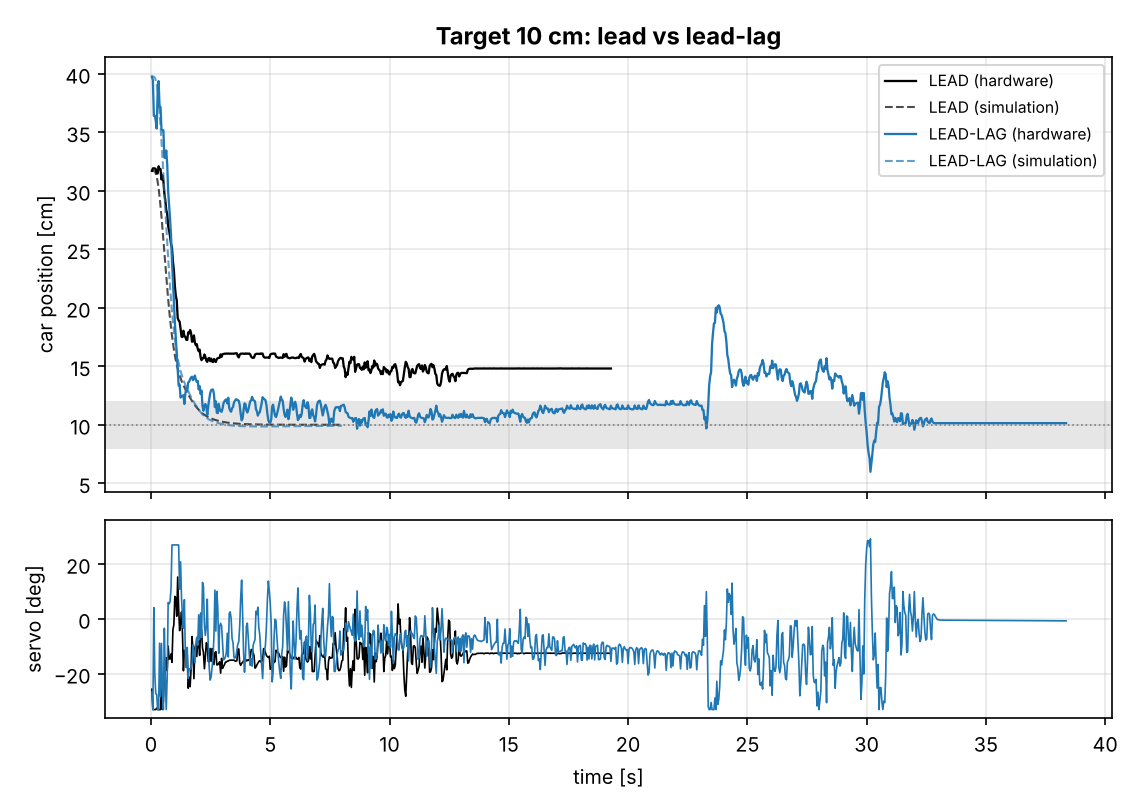 Target 10 cm: lead vs lead-lag
LEAD (hardware)
LEAD (simulation)
LEAD-LAG (hardware)
LEAD-LAG (simulation)
car position [cm]
40
35
30
25
20
15
10
5
servo [deg]
20
0
−20
0 5 10 15 20 25 30 35 40
time [s]